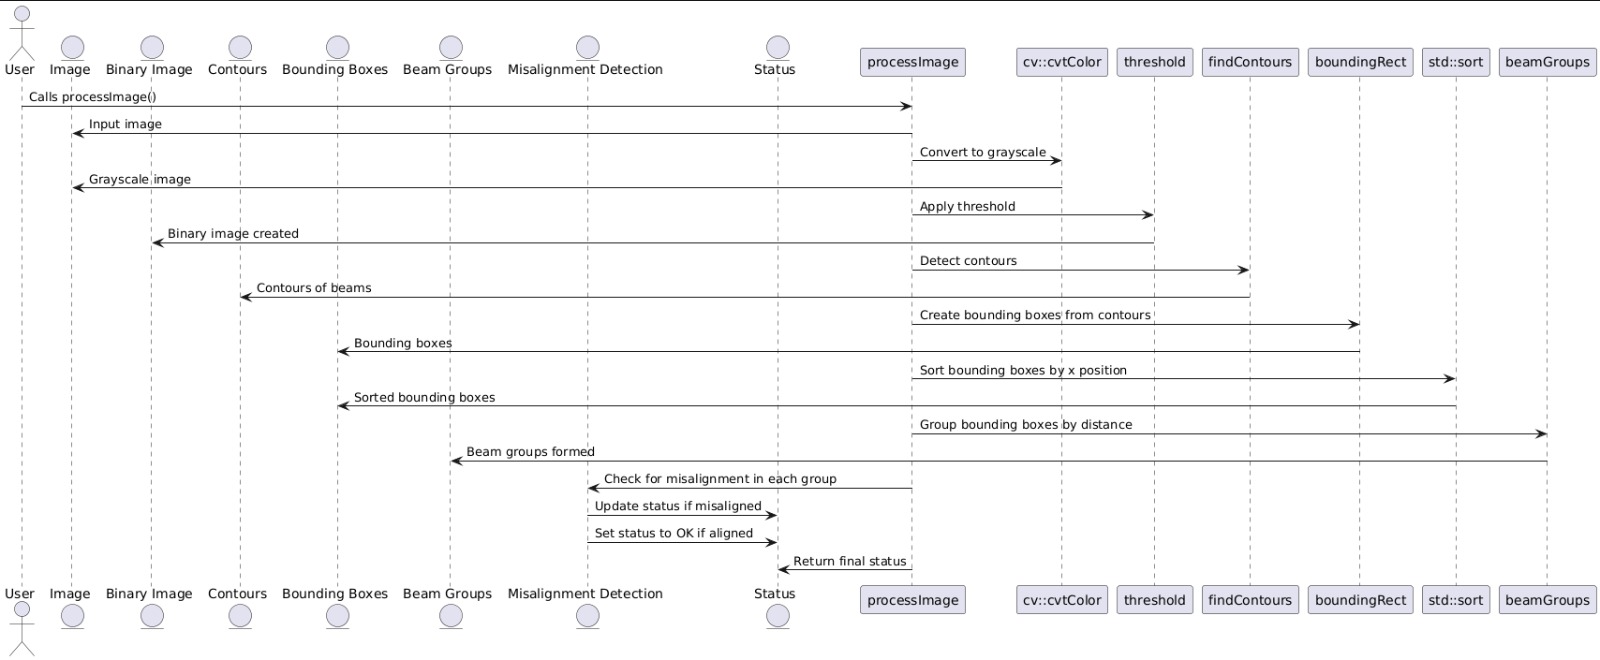 User Image Binary Image Contours Bounding Boxes Beam Groups Misalignment Detection Status processImage cv::cvtColor threshold findContours boundingRect std::sort beamGroups
Calls processImage()
Input image
Convert to grayscale
Grayscale image
Apply threshold
Binary image created
Detect contours
Contours of beams
Create bounding boxes from contours
Bounding boxes
Sort bounding boxes by x position
Sorted bounding boxes
Group bounding boxes by distance
Beam groups formed
Check for misalignment in each group
Update status if misaligned
Set status to OK if aligned
Return final status
User Image Binary Image Contours Bounding Boxes Beam Groups Misalignment Detection Status processImage cv::cvtColor threshold findContours boundingRect std::sort beamGroups